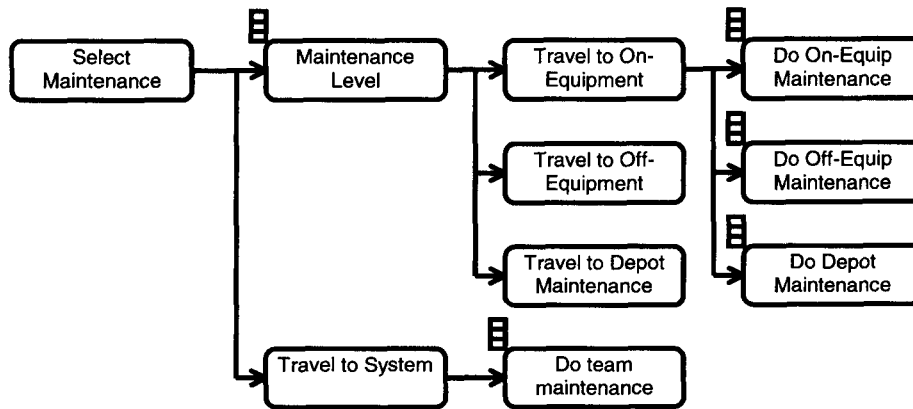 Select
Maintenance
Maintenance
Level
Travel to On-
Equipment
Do On-Equip
Maintenance
Travel to Off-
Equipment
Do Off-Equip
Maintenance
Travel to Depot
Maintenance
Do Depot
Maintenance
Travel to System
Do team
maintenance